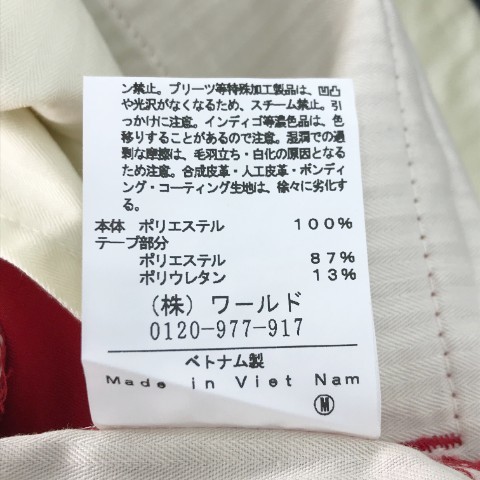 ン禁止。プリーツ等特殊加工製品は、凹凸
や光沢がなくなるため、スチーム禁止。引
っかけに注意。インディゴ等濃色品は、色
移りすることがあるので注意。湿潤での過
剰な摩擦は、毛羽立ち・白化の原因となる
ため注意。合成皮革・人工皮革・ボンディ
ング・コーティング生地は、徐々に劣化す
る。
本体 ポリエステル 100%
テープ部分
ポリエステル 87%
ポリウレタン 13%
(株) ワールド
0120-977-917
ベトナム製
Made in Viet Nam
M